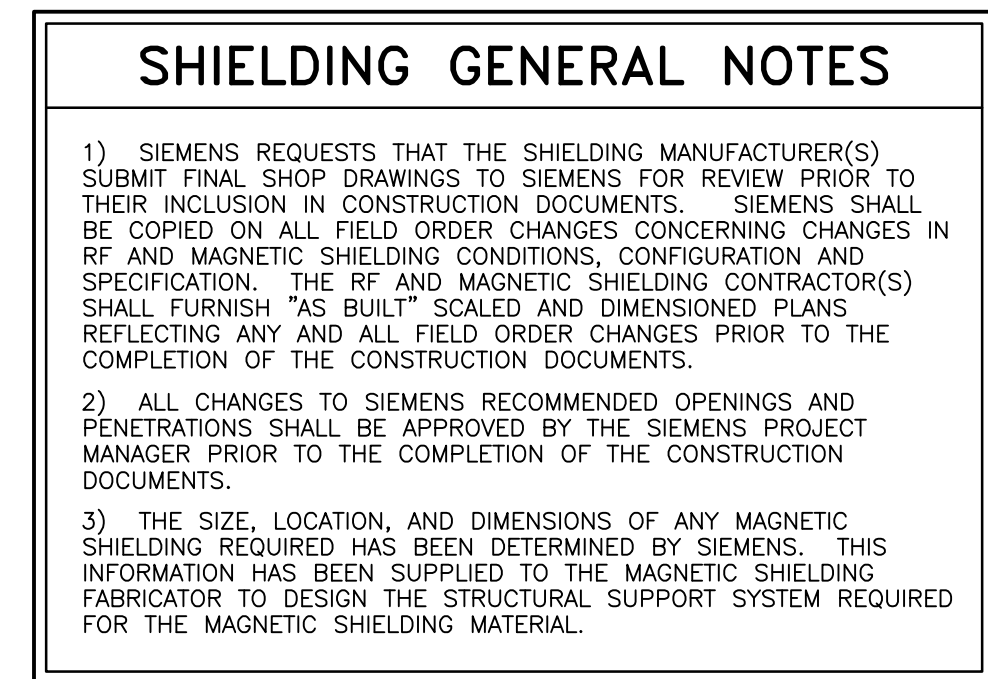 SHIELDING GENERAL NOTES
1) SIEMENS REQUESTS THAT THE SHIELDING MANUFACTURER(S)
SUBMIT FINAL SHOP DRAWINGS TO SIEMENS FOR REVIEW PRIOR TO
THEIR INCLUSION IN CONSTRUCTION DOCUMENTS. SIEMENS SHALL
BE COPIED ON ALL FIELD ORDER CHANGES CONCERNING CHANGES IN
RF AND MAGNETIC SHIELDING CONDITIONS, CONFIGURATION AND
SPECIFICATION. THE RF AND MAGNETIC SHIELDING CONTRACTOR(S)
SHALL FURNISH "AS BUILT" SCALED AND DIMENSIONED PLANS
REFLECTING ANY AND ALL FIELD ORDER CHANGES PRIOR TO THE
COMPLETION OF THE CONSTRUCTION DOCUMENTS.
2) ALL CHANGES TO SIEMENS RECOMMENDED OPENINGS AND
PENETRATIONS SHALL BE APPROVED BY THE SIEMENS PROJECT
MANAGER PRIOR TO THE COMPLETION OF THE CONSTRUCTION
DOCUMENTS.
3) THE SIZE, LOCATION, AND DIMENSIONS OF ANY MAGNETIC
SHIELDING REQUIRED HAS BEEN DETERMINED BY SIEMENS. THIS
INFORMATION HAS BEEN SUPPLIED TO THE MAGNETIC SHIELDING
FABRICATOR TO DESIGN THE STRUCTURAL SUPPORT SYSTEM REQUIRED
FOR THE MAGNETIC SHIELDING MATERIAL.